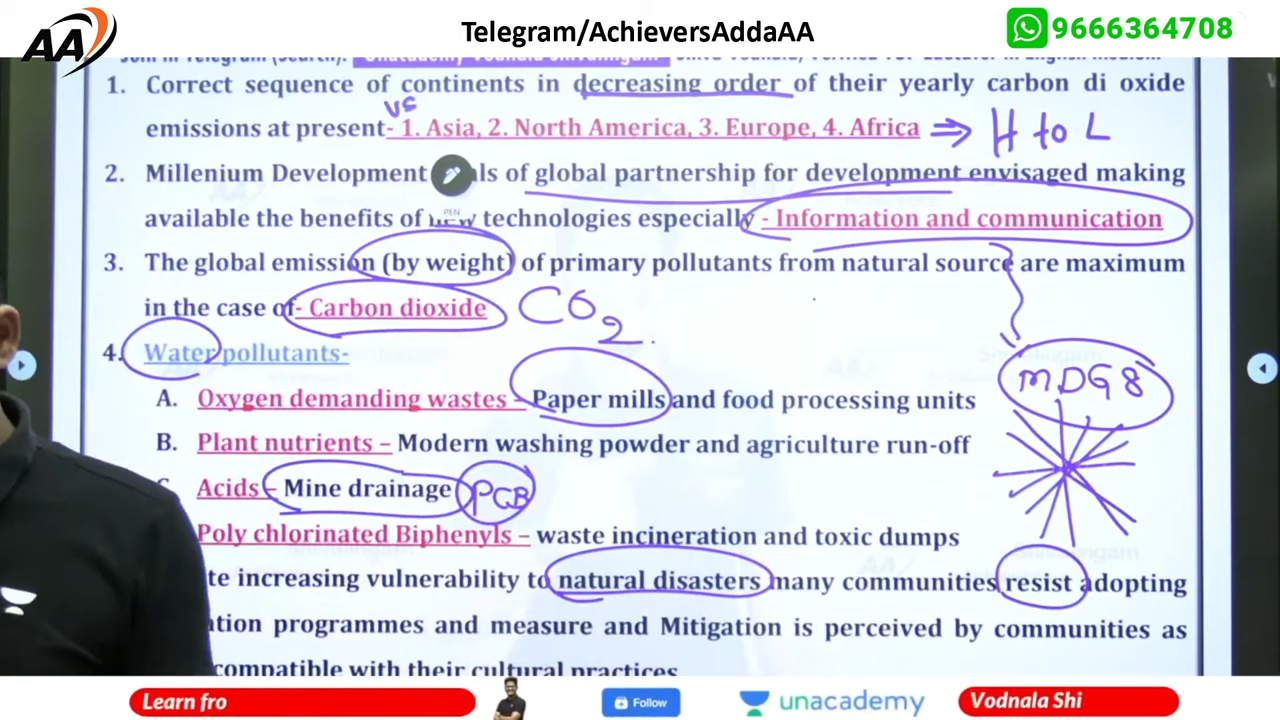 AA
Telegram/AchieversAddaAA
9666364708
1. Correct sequence of continents in decreasing order of their yearly carbon di oxide
vs
emissions at present- 1. Asia, 2. North America, 3. Europe, 4. Africa ⇒ H to L
2. Millenium Development ls of global partnership for development envisaged making
PEN
available the benefits of new technologies especially - Information and communication
3. The global emission (by weight) of primary pollutants from natural source are maximum
in the case of- Carbon dioxide CO2
4. Water pollutants-
MDG 8
A. Oxygen demanding wastes – Paper mills and food processing units
B. Plant nutrients – Modern washing powder and agriculture run-off
Acids – Mine drainage PCB
Poly chlorinated Biphenyls – waste incineration and toxic dumps
te increasing vulnerability to natural disasters many communities resist adopting
ation programmes and measure and Mitigation is perceived by communities as
compatible with their cultural practices
Learn fro
Follow
unacademy
Vodnala Shi